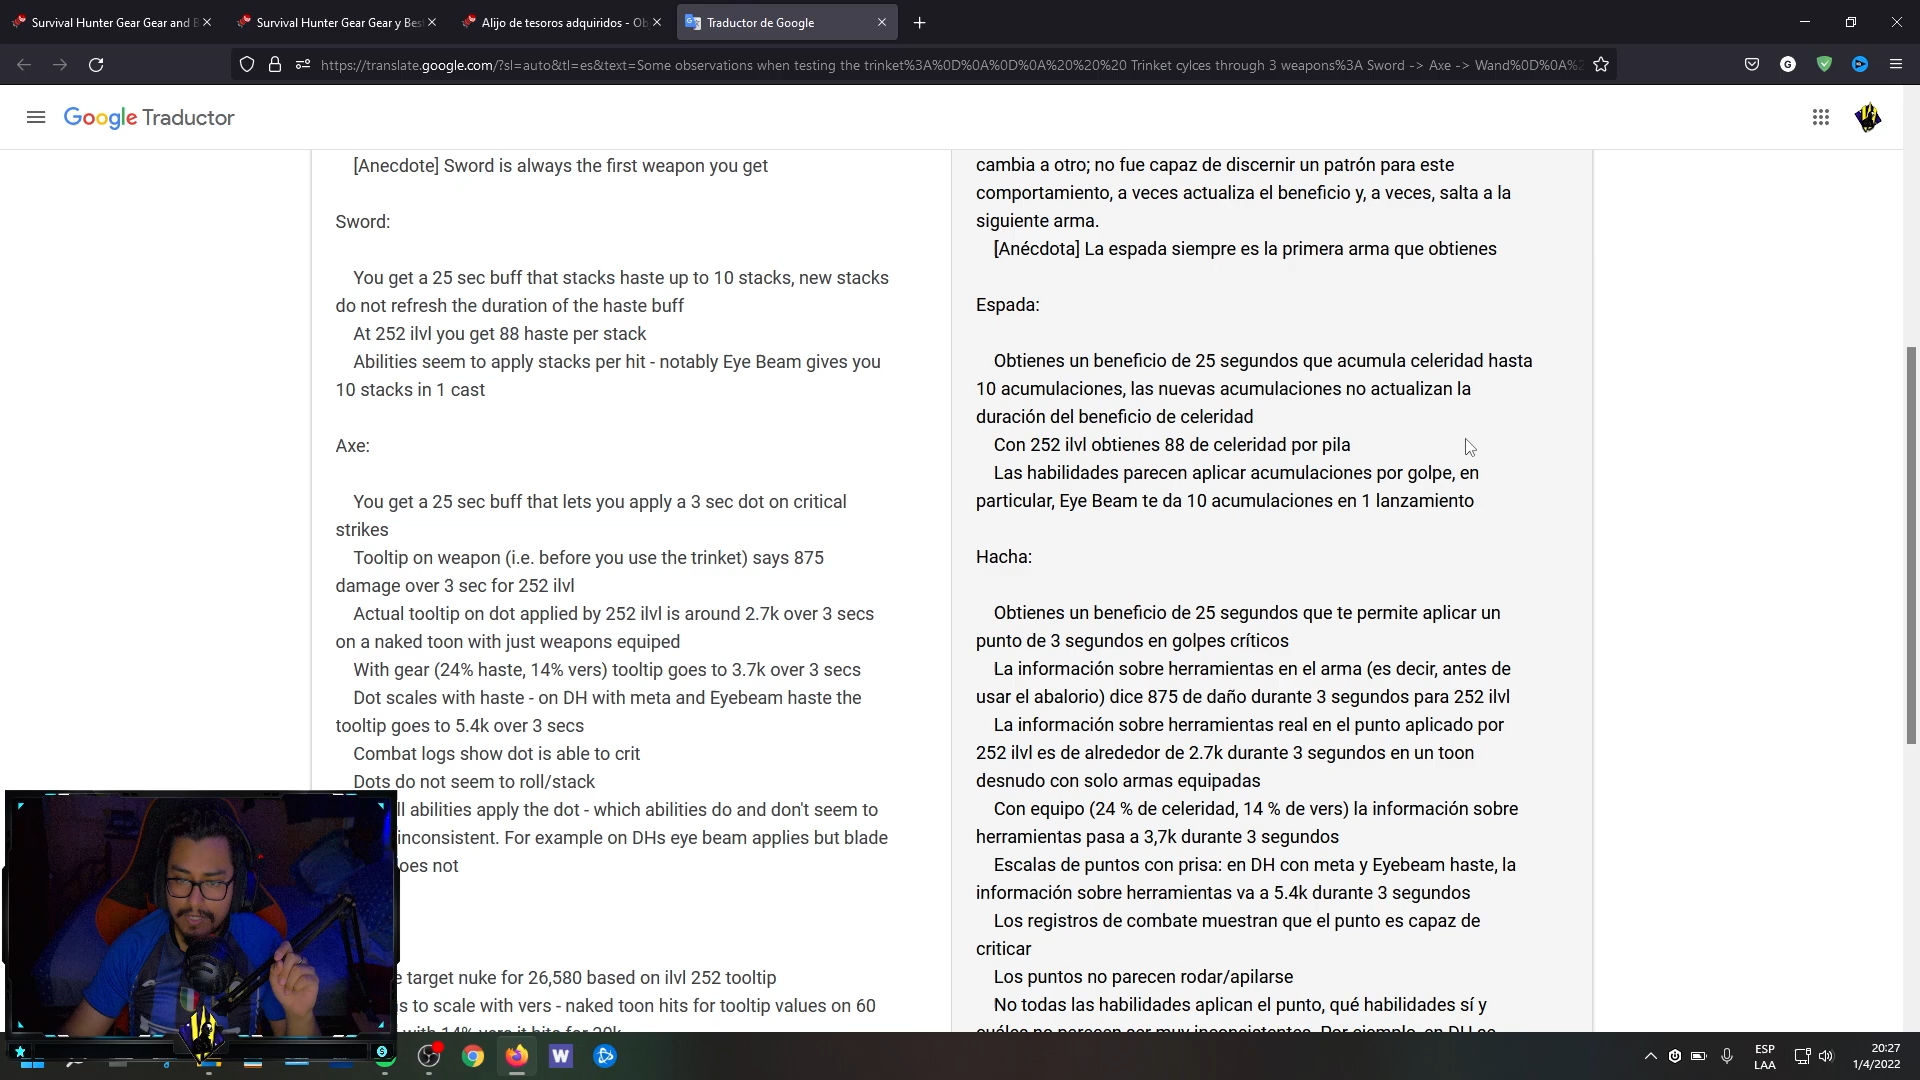 Survival Hunter Gear Gear and B
Survival Hunter Gear Gear y Bes
Alijo de tesoros adquiridos - Ob
Traductor de Google
https://translate.google.com/?sl=auto&tl=es&text=Some observations when testing the trinket%3A%0D%0A%0D%0A%20%20%20 Trinket cylces through 3 weapons%3A Sword -> Axe -> Wand%0D%0A%2
Google Traductor
[Anecdote] Sword is always the first weapon you get
Sword:
You get a 25 sec buff that stacks haste up to 10 stacks, new stacks
do not refresh the duration of the haste buff
At 252 ilvl you get 88 haste per stack
Abilities seem to apply stacks per hit - notably Eye Beam gives you
10 stacks in 1 cast
Axe:
You get a 25 sec buff that lets you apply a 3 sec dot on critical
strikes
Tooltip on weapon (i.e. before you use the trinket) says 875
damage over 3 sec for 252 ilvl
Actual tooltip on dot applied by 252 ilvl is around 2.7k over 3 secs
on a naked toon with just weapons equiped
With gear (24% haste, 14% vers) tooltip goes to 3.7k over 3 secs
Dot scales with haste - on DH with meta and Eyebeam haste the
tooltip goes to 5.4k over 3 secs
Combat logs show dot is able to crit
Dots do not seem to roll/stack
ll abilities apply the dot - which abilities do and don't seem to
inconsistent. For example on DHs eye beam applies but blade
oes not
e target nuke for 26,580 based on ilvl 252 tooltip
s to scale with vers - naked toon hits for tooltip values on 60
with 14% vers it hits for 30k
cambia a otro; no fue capaz de discernir un patrón para este
comportamiento, a veces actualiza el beneficio y, a veces, salta a la
siguiente arma.
[Anécdota] La espada siempre es la primera arma que obtienes
Espada:
Obtienes un beneficio de 25 segundos que acumula celeridad hasta
10 acumulaciones, las nuevas acumulaciones no actualizan la
duración del beneficio de celeridad
Con 252 ilvl obtienes 88 de celeridad por pila
Las habilidades parecen aplicar acumulaciones por golpe, en
particular, Eye Beam te da 10 acumulaciones en 1 lanzamiento
Hacha:
Obtienes un beneficio de 25 segundos que te permite aplicar un
punto de 3 segundos en golpes críticos
La información sobre herramientas en el arma (es decir, antes de
usar el abalorio) dice 875 de daño durante 3 segundos para 252 ilvl
La información sobre herramientas real en el punto aplicado por
252 ilvl es de alrededor de 2.7k durante 3 segundos en un toon
desnudo con solo armas equipadas
Con equipo (24 % de celeridad, 14 % de vers) la información sobre
herramientas pasa a 3,7k durante 3 segundos
Escalas de puntos con prisa: en DH con meta y Eyebeam haste, la
información sobre herramientas va a 5.4k durante 3 segundos
Los registros de combate muestran que el punto es capaz de
criticar
Los puntos no parecen rodar/apilarse
No todas las habilidades aplican el punto, qué habilidades sí y
cuáles no parecen ser muy inconsistentes. Por ejemplo, en DH se
ESP
LAA
20:27
1/4/2022